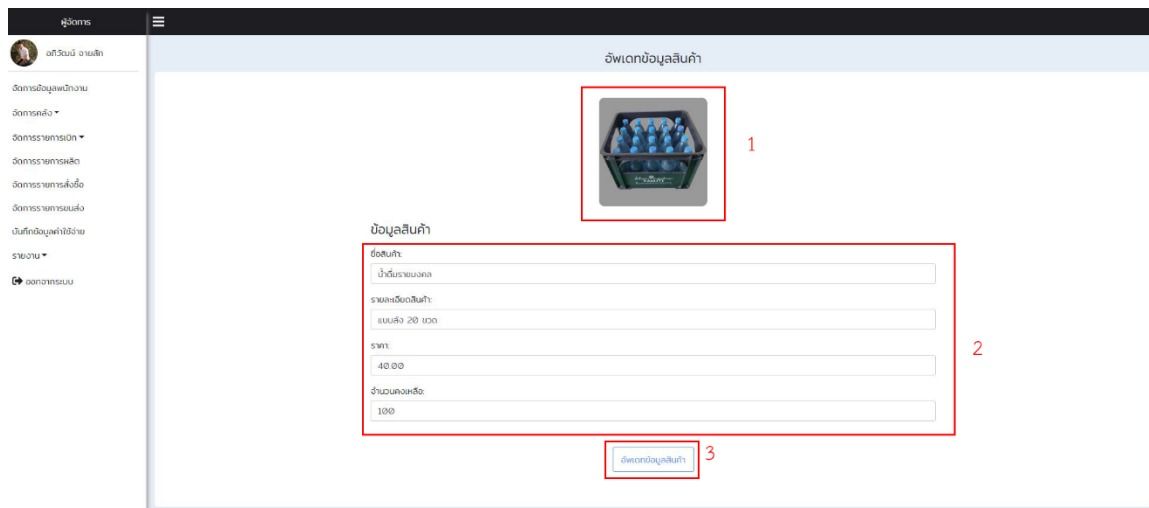 ผู้จัดการ
อภิวัฒน์ อายสัก
จัดการข้อมูลพนักงาน
จัดการคลัง
จัดการรายการเบิก
จัดการรายการผลิต
จัดการรายการสั่งซื้อ
จัดการรายการขนส่ง
บันทึกข้อมูลค่าใช้จ่าย
รายงาน
ออกจากระบบ
อัพเดทข้อมูลสินค้า
1
ข้อมูลสินค้า
ชื่อสินค้า:
น้ำดื่มราชมงคล
รายละเอียดสินค้า:
แบบลัง 20 ขวด
ราคา:
40.00
จำนวนคงเหลือ:
100
2
อัพเดทข้อมูลสินค้า
3